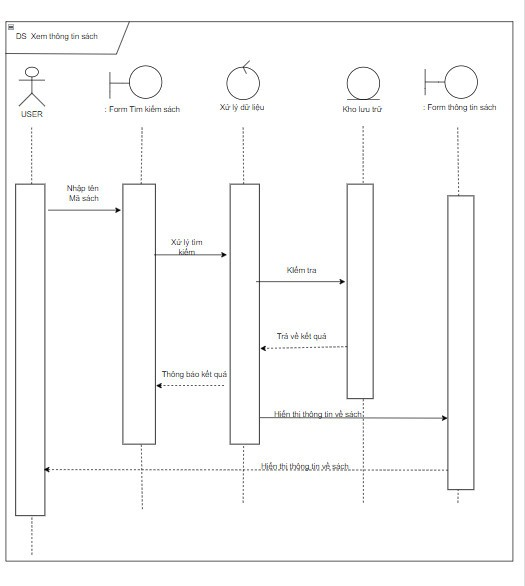 DS Xem thông tin sách
USER
: Form Tìm kiếm sách
Xử lý dữ liệu
Kho lưu trữ
: Form thông tin sách
Nhập tên
Mã sách
Xử lý tìm
kiếm
Kiểm tra
Trả về kết quả
Thông báo kết quả
Hiển thị thông tin về sách
Hiển thị thông tin về sách